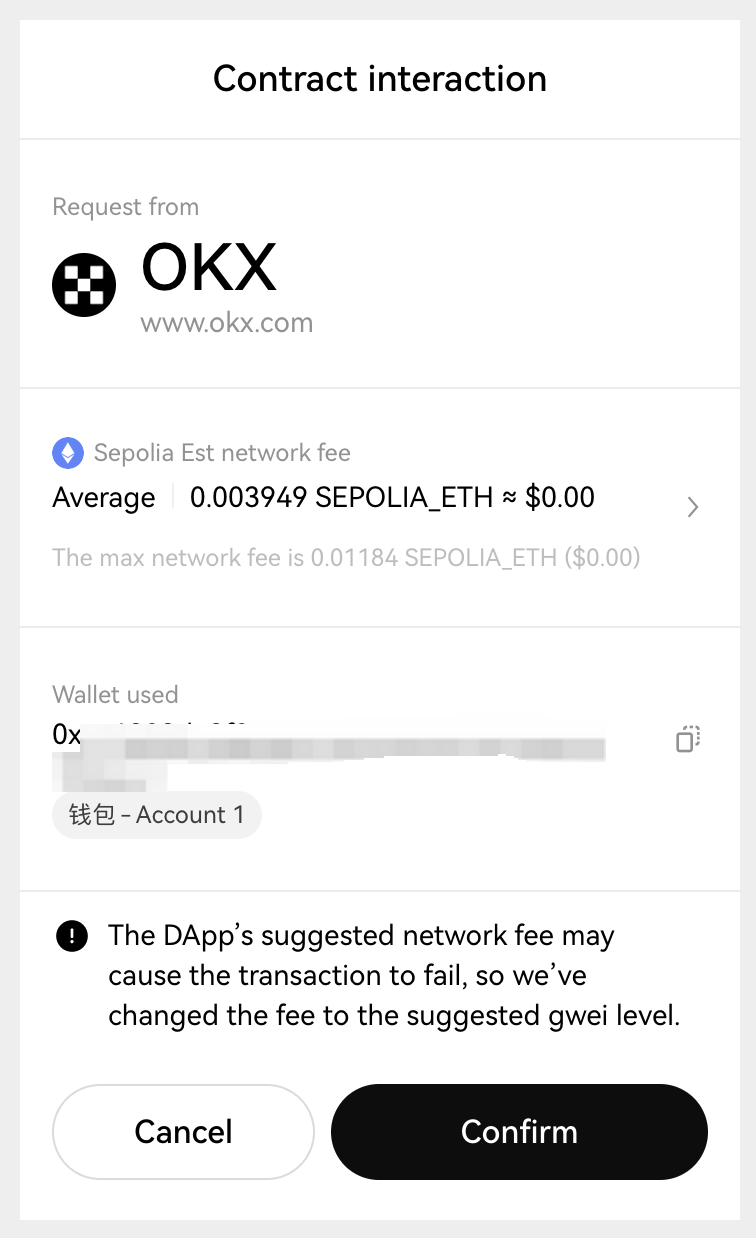 Contract interaction
Request from
OKX
www.okx.com
Sepolia Est network fee
Average 0.003949 SEPOLIA_ETH ≈ $0.00
The max network fee is 0.01184 SEPOLIA_ETH ($0.00)
Wallet used
0x
钱包 - Account 1
The DApp’s suggested network fee may
cause the transaction to fail, so we’ve
changed the fee to the suggested gwei level.
Cancel
Confirm